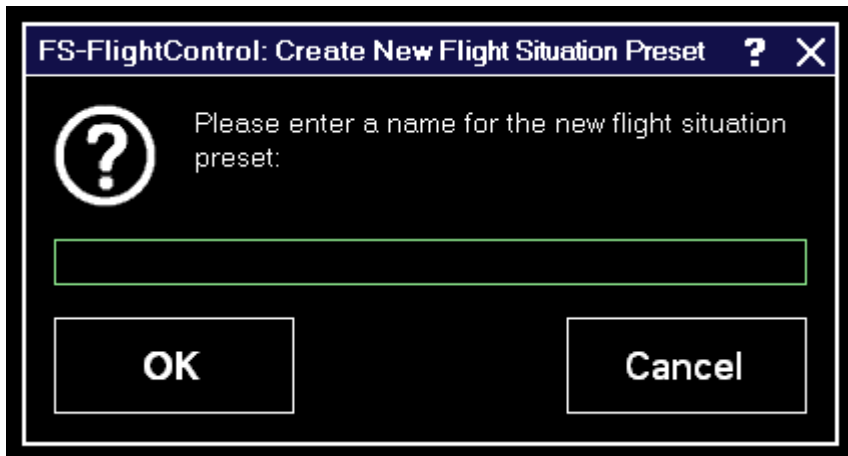 FS-FlightControl: Create New Flight Situation Preset ? X
?
Please enter a name for the new flight situation
preset:
OK
Cancel